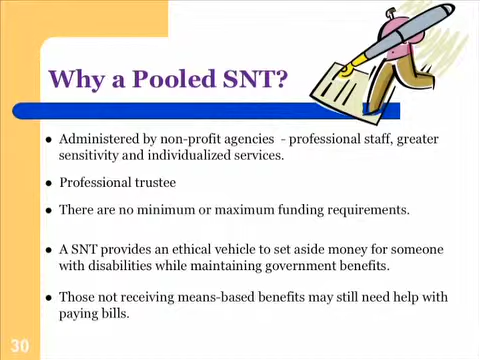 Why a Pooled SNT?
● Administered by non-profit agencies - professional staff, greater
sensitivity and individualized services.
● Professional trustee
● There are no minimum or maximum funding requirements.
● A SNT provides an ethical vehicle to set aside money for someone
with disabilities while maintaining government benefits.
● Those not receiving means-based benefits may still need help with
paying bills.
30